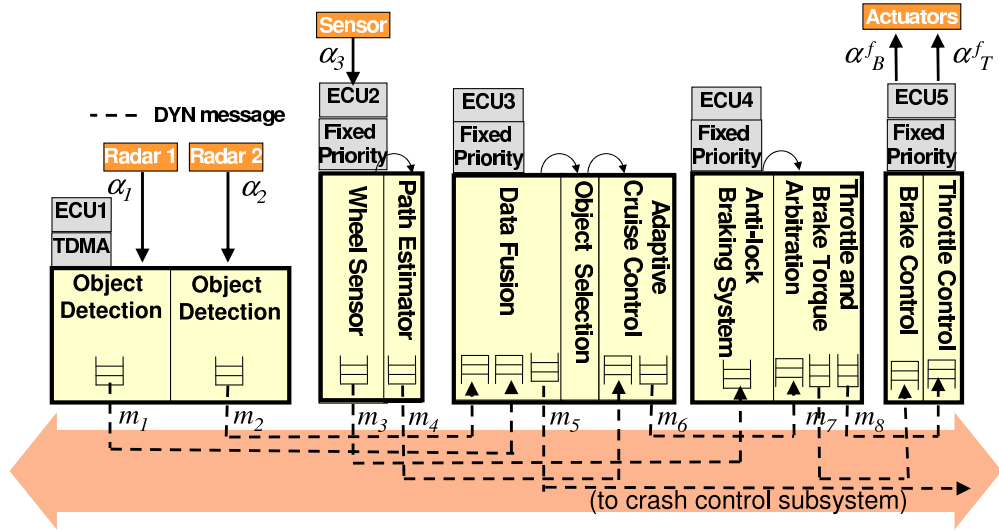 Sensor
Actuators
α3
α^f_B
α^f_T
ECU2
ECU3
ECU4
ECU5
DYN message
Fixed
Priority
Fixed
Priority
Fixed
Priority
Fixed
Priority
Radar 1
Radar 2
α1
α2
ECU1
TDMA
Object
Detection
Object
Detection
Wheel Sensor
Path Estimator
Data Fusion
Object Selection
Adaptive
Cruise Control
Anti-lock
Braking System
Throttle and
Brake Torque
Arbitration
Brake Control
Throttle Control
m1
m2
m3
m4
m5
m6
m7
m8
(to crash control subsystem)